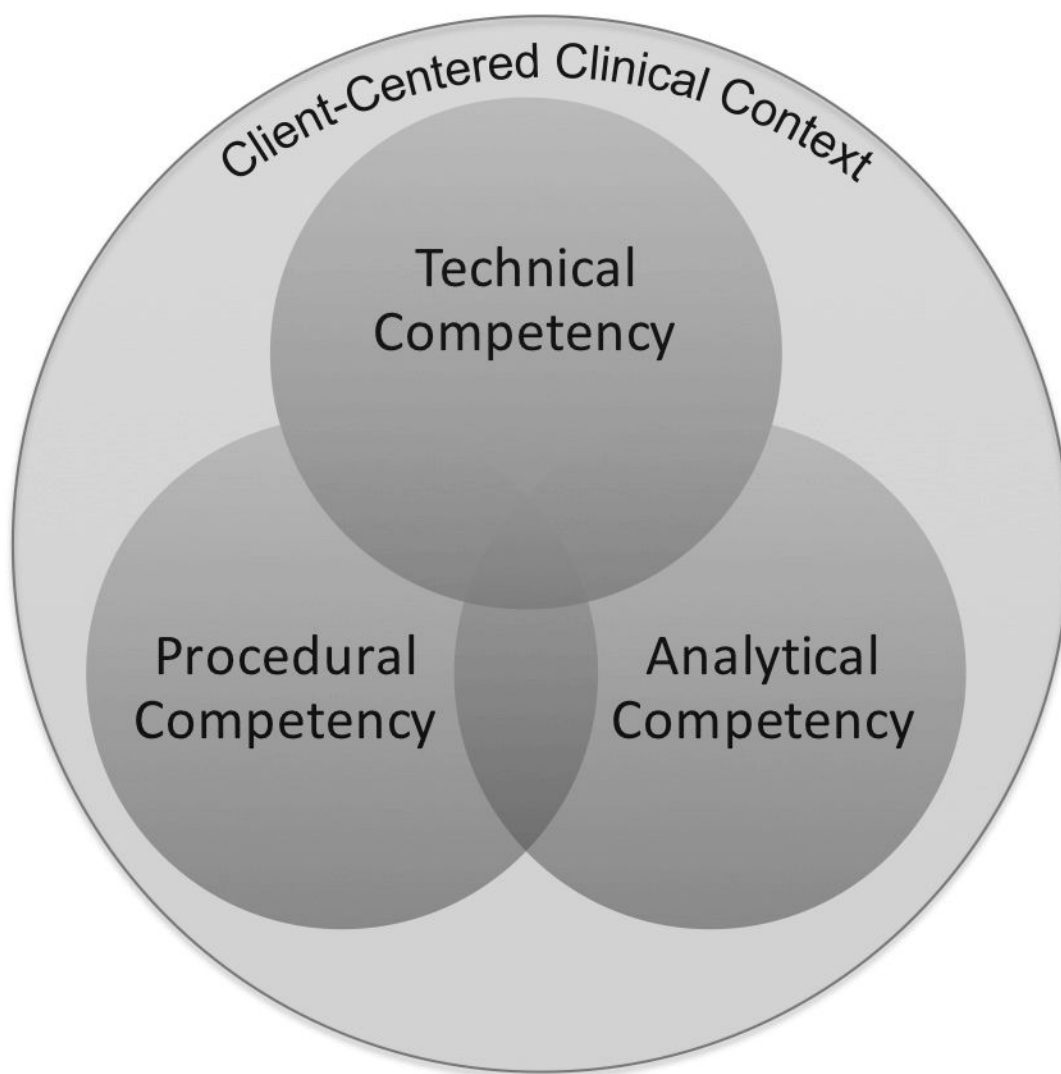 Client-Centered Clinical Context
Technical
Competency
Procedural
Competency
Analytical
Competency